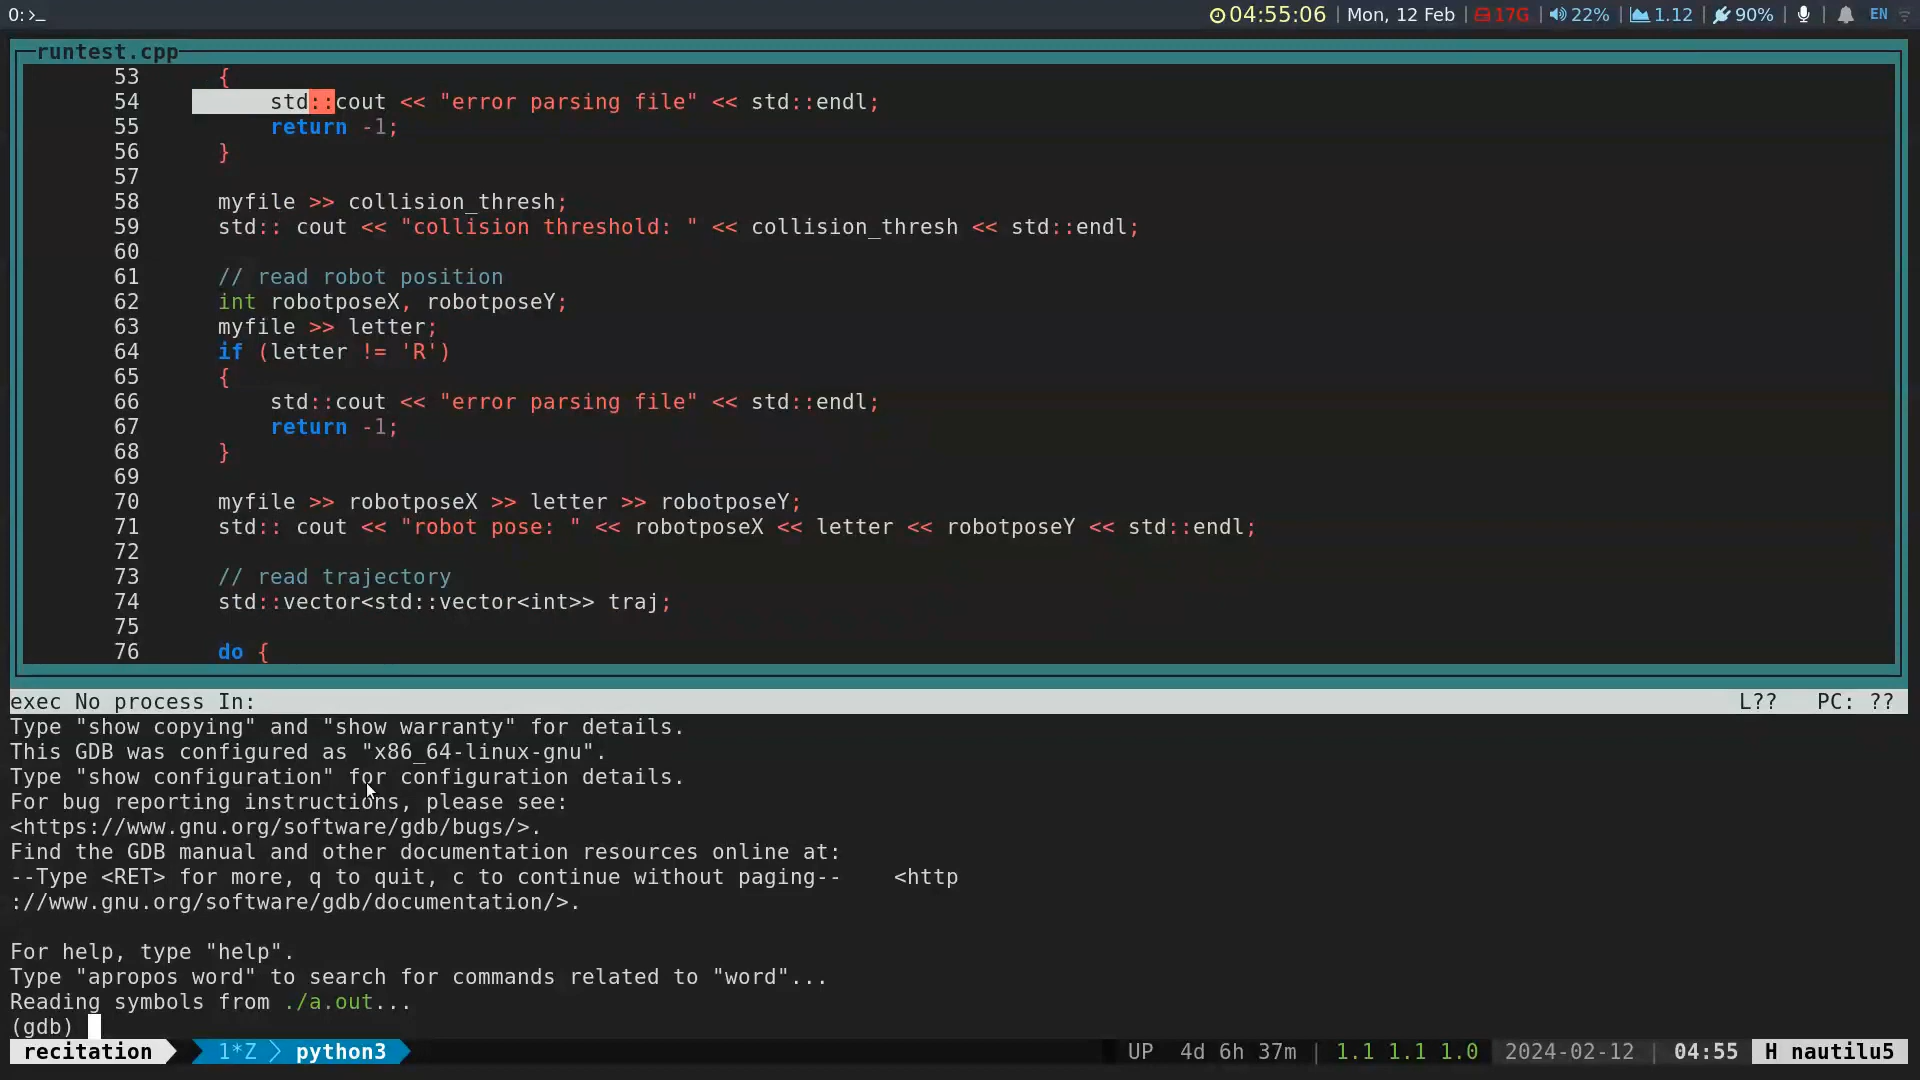 0: >_ 04:55:06 | Mon, 12 Feb | 17G | 22% | 1.12 | 90% | | EN
runtest.cpp
53 {
54 std::cout << "error parsing file" << std::endl;
55 return -1;
56 }
57
58 myfile >> collision_thresh;
59 std:: cout << "collision threshold: " << collision_thresh << std::endl;
60
61 // read robot position
62 int robotposeX, robotposeY;
63 myfile >> letter;
64 if (letter != 'R')
65 {
66 std::cout << "error parsing file" << std::endl;
67 return -1;
68 }
69
70 myfile >> robotposeX >> letter >> robotposeY;
71 std:: cout << "robot pose: " << robotposeX << letter << robotposeY << std::endl;
72
73 // read trajectory
74 std::vector<std::vector<int>> traj;
75
76 do {
exec No process In: L?? PC: ??
Type "show copying" and "show warranty" for details.
This GDB was configured as "x86_64-linux-gnu".
Type "show configuration" for configuration details.
For bug reporting instructions, please see:
<https://www.gnu.org/software/gdb/bugs/>.
Find the GDB manual and other documentation resources online at:
--Type <RET> for more, q to quit, c to continue without paging-- <http
://www.gnu.org/software/gdb/documentation/>.
For help, type "help".
Type "apropos word" to search for commands related to "word"...
Reading symbols from ./a.out...
(gdb)
recitation 1*Z python3 UP 4d 6h 37m | 1.1 1.1 1.0 2024-02-12 | 04:55 H nautilu5